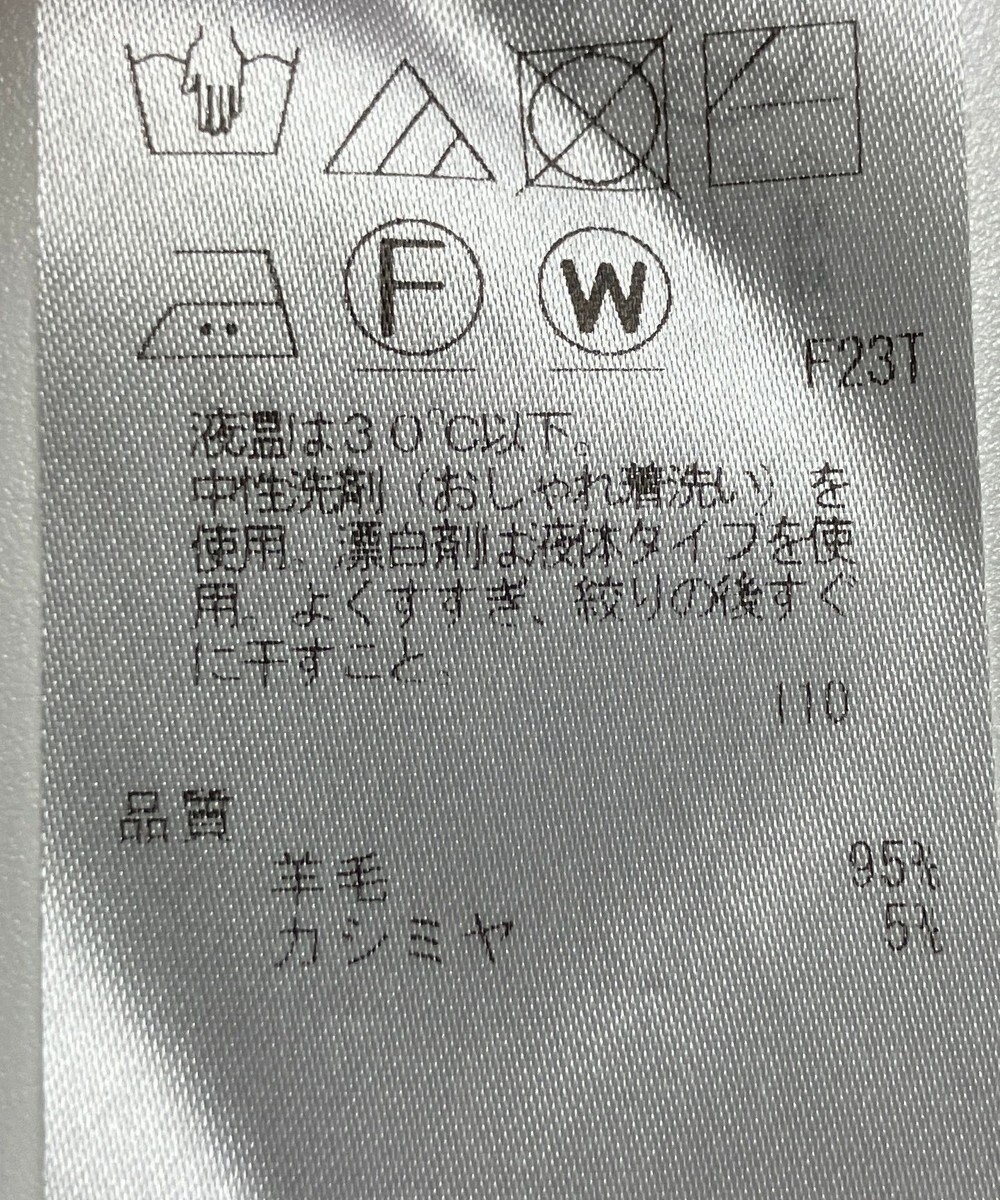 F
W
F23T
液温は30℃以下。
中性洗剤（おしゃれ着洗い）を
使用、漂白剤は液体タイプを使
用、よくすすぎ、絞りの後すぐ
に干すこと、
110
品質
羊毛 95%
カシミヤ 5%